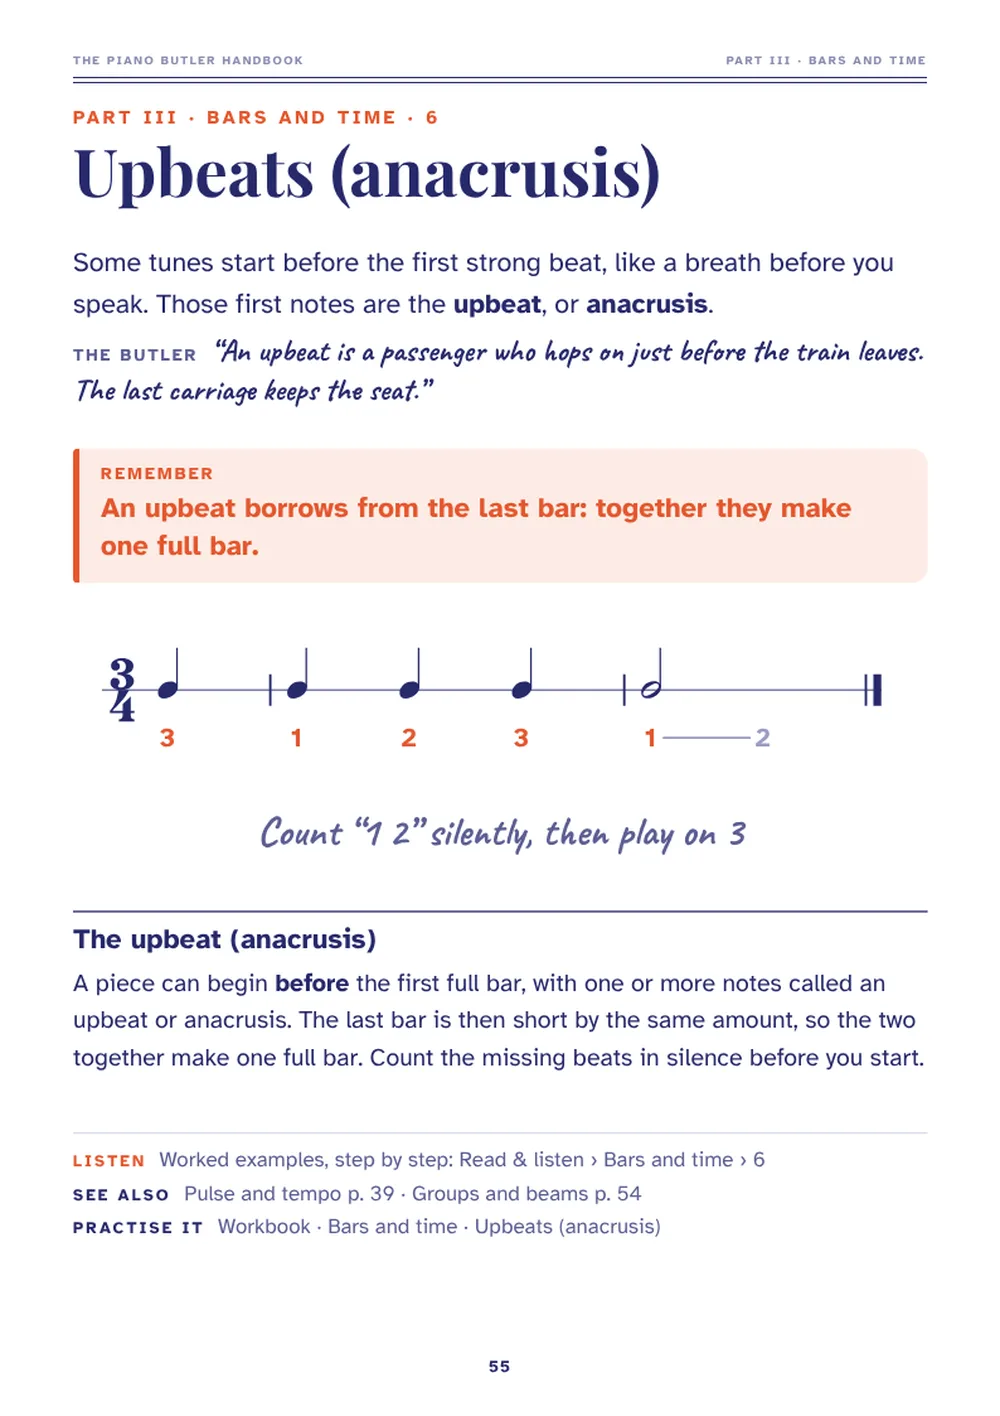 THE PIANO BUTLER HANDBOOK
PART III · BARS AND TIME
PART III · BARS AND TIME · 6
Upbeats (anacrusis)
Some tunes start before the first strong beat, like a breath before you
speak. Those first notes are the upbeat, or anacrusis.
THE BUTLER “An upbeat is a passenger who hops on just before the train leaves.
The last carriage keeps the seat.”
REMEMBER
An upbeat borrows from the last bar: together they make
one full bar.
3
4
3 1 2 3 1 2
Count “1 2” silently, then play on 3
The upbeat (anacrusis)
A piece can begin before the first full bar, with one or more notes called an
upbeat or anacrusis. The last bar is then short by the same amount, so the two
together make one full bar. Count the missing beats in silence before you start.
LISTEN Worked examples, step by step: Read & listen › Bars and time › 6
SEE ALSO Pulse and tempo p. 39 · Groups and beams p. 54
PRACTISE IT Workbook · Bars and time · Upbeats (anacrusis)
55